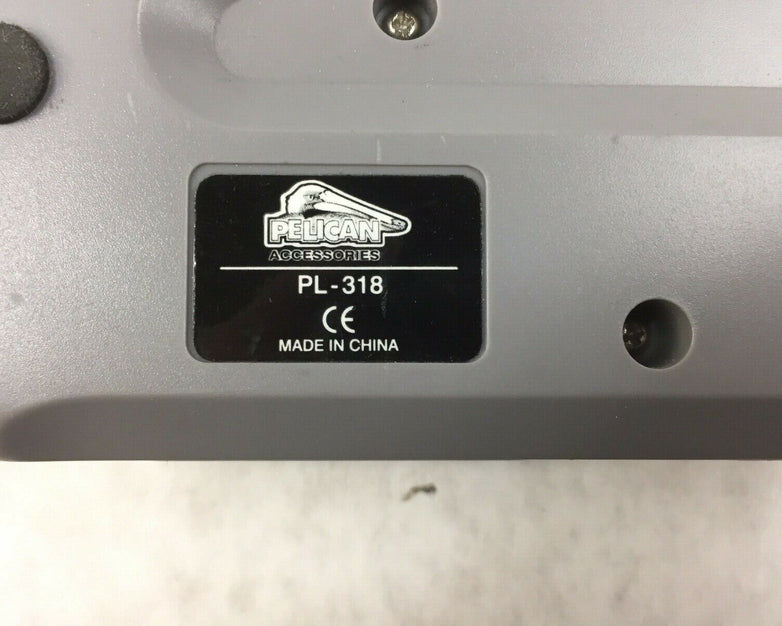 PELICAN
ACCESSORIES
PL-318
CE
MADE IN CHINA